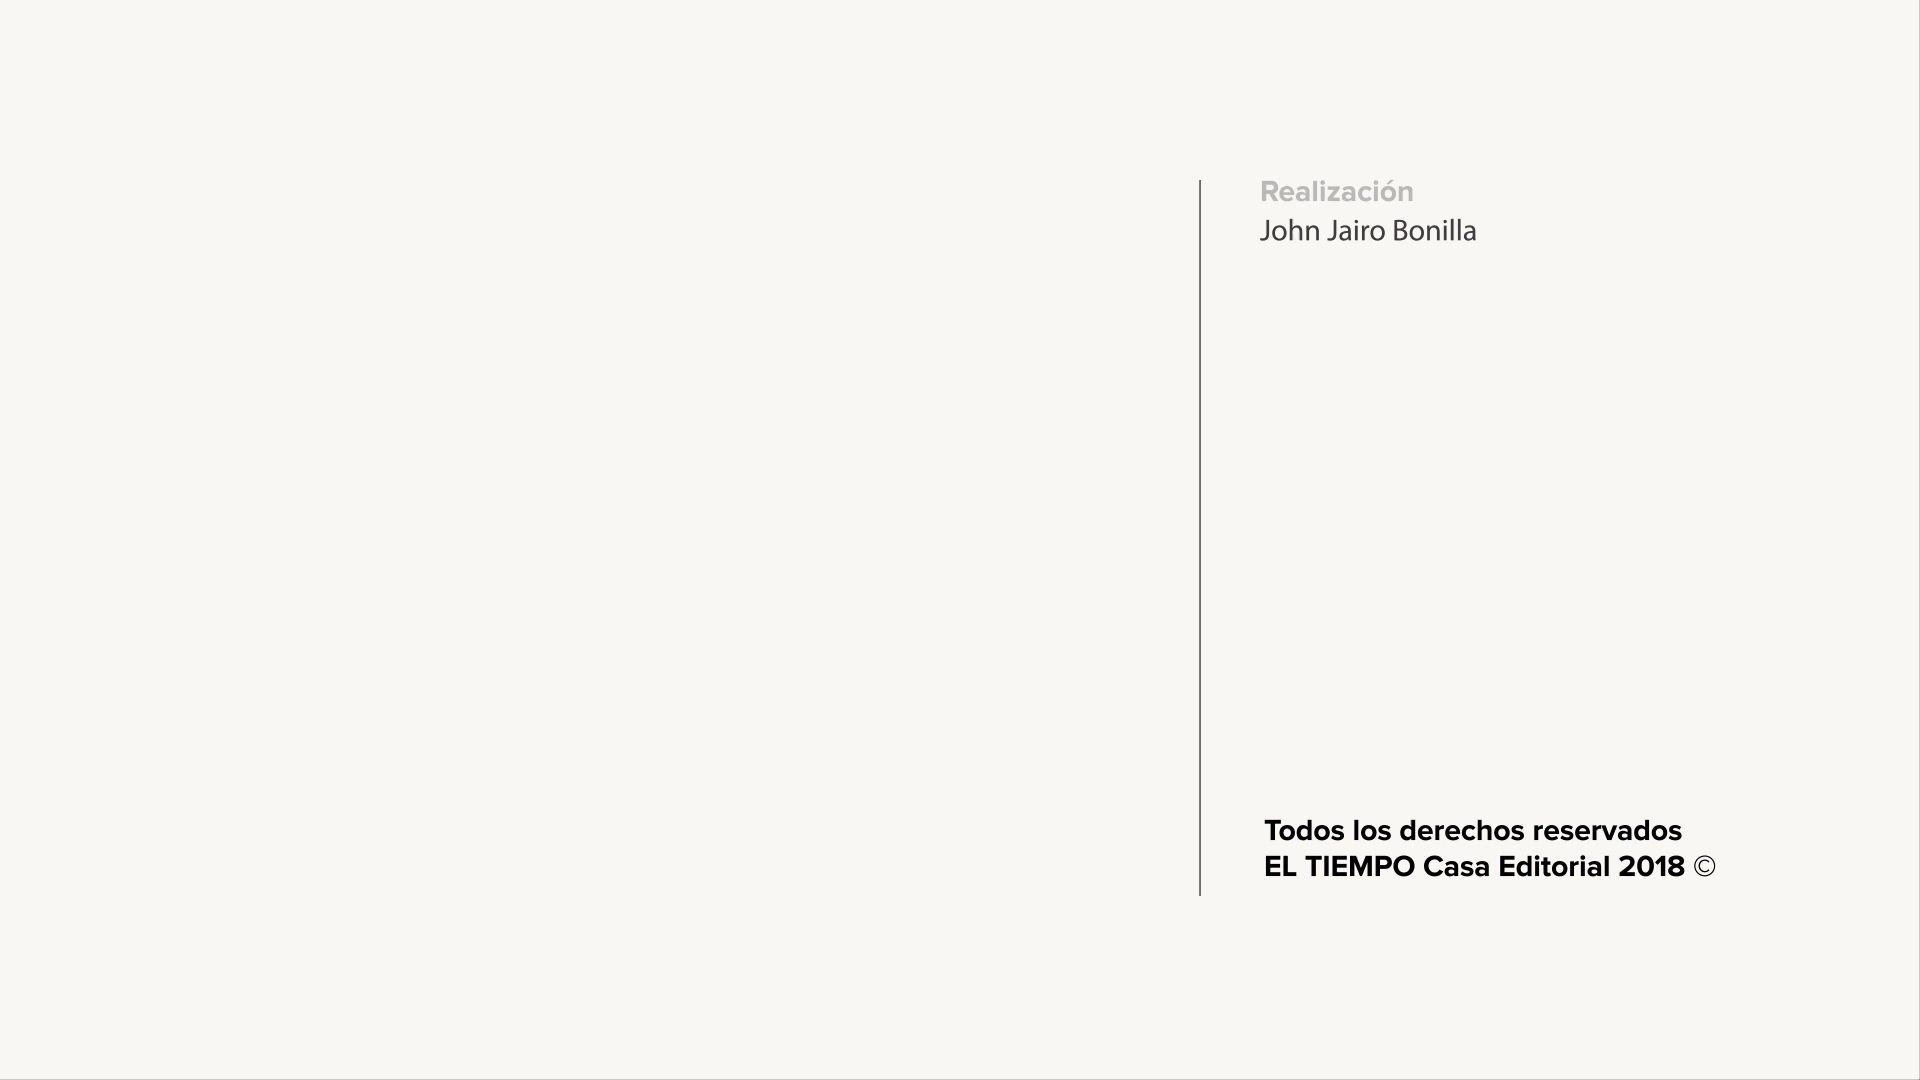 Realización
John Jairo Bonilla
Todos los derechos reservados
EL TIEMPO Casa Editorial 2018 ©